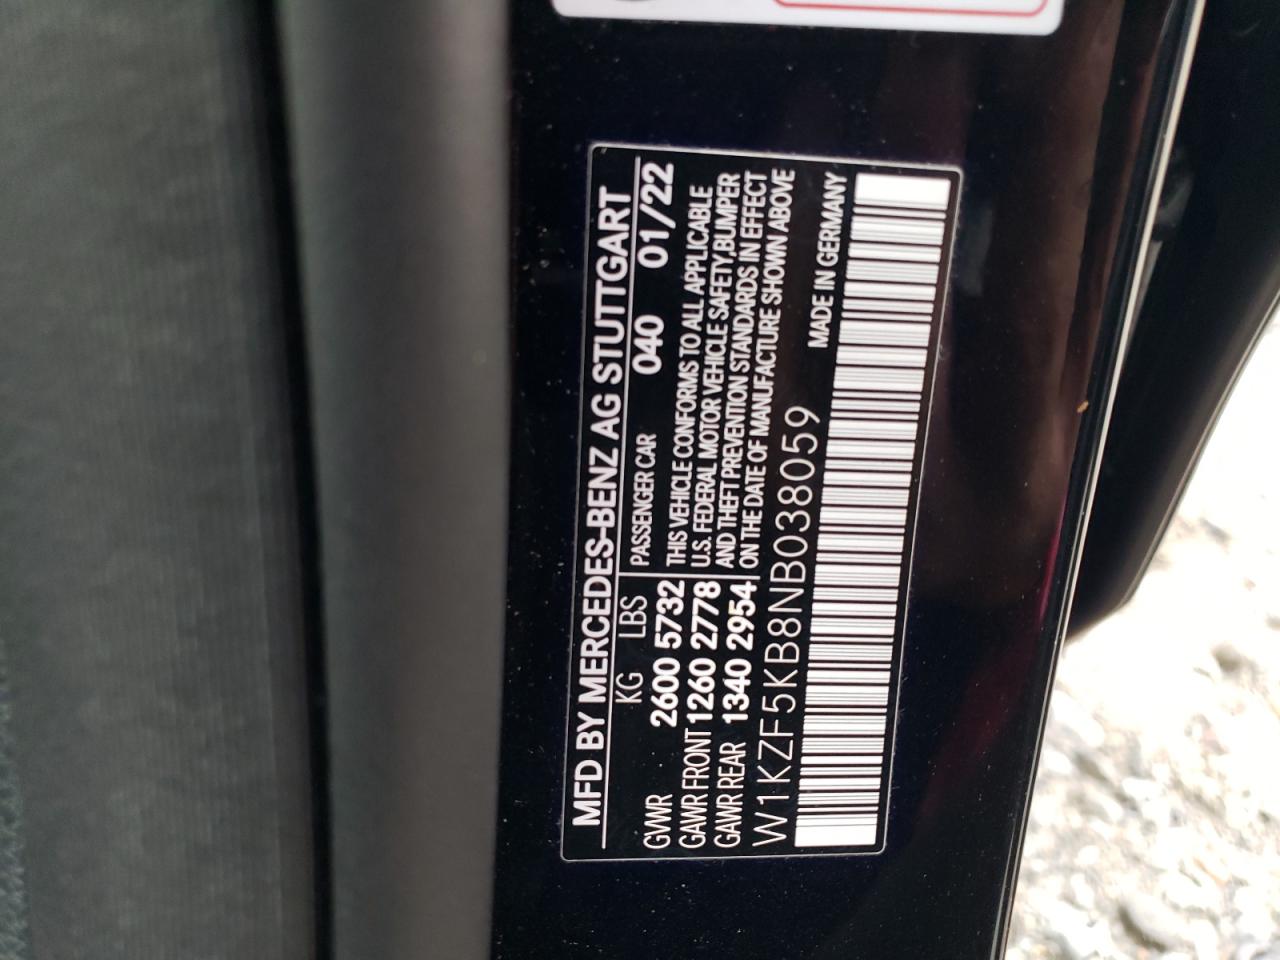 MFD BY MERCEDES-BENZ AG STUTTGART
KG LBS PASSENGER CAR 040 01/22
GVWR 2600 5732 THIS VEHICLE CONFORMS TO ALL APPLICABLE
GAWR FRONT 1260 2778 U.S. FEDERAL MOTOR VEHICLE SAFETY,BUMPER
GAWR REAR 1340 2954 AND THEFT PREVENTION STANDARDS IN EFFECT
ON THE DATE OF MANUFACTURE SHOWN ABOVE
W1KZF5KB8NB038059 MADE IN GERMANY